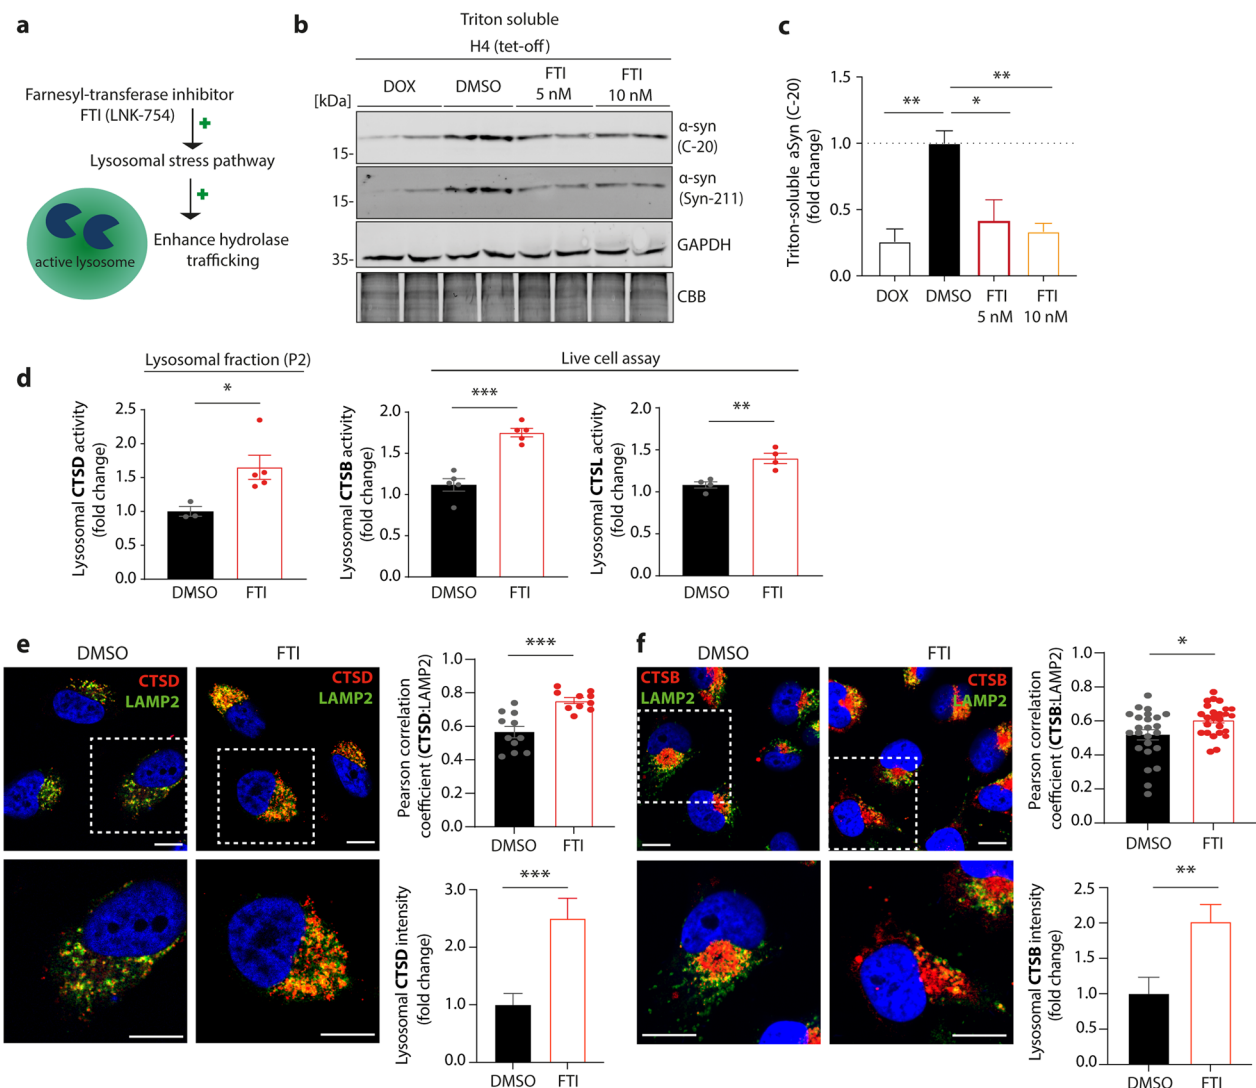 a
Farnesyl-transferase inhibitor
FTI (LNK-754)
Lysosomal stress pathway
Enhance hydrolase
trafficking
active lysosome
b
Triton soluble
H4 (tet-off)
[kDa]
DOX
DMSO
FTI
5 nM
FTI
10 nM
15-
α-syn
(C-20)
15-
α-syn
(Syn-211)
35-
GAPDH
CBB
c
Triton-soluble aSyn (C-20)
(fold change)
1.5
1.0
0.5
0.0
**
*
**
DOX
DMSO
FTI
5 nM
FTI
10 nM
d
Lysosomal fraction (P2)
Live cell assay
Lysosomal CTSD activity
(fold change)
2.5
2.0
1.5
1.0
0.5
0.0
*
DMSO
FTI
Lysosomal CTSB activity
(fold change)
2.0
1.5
1.0
0.5
0.0
***
DMSO
FTI
Lysosomal CTSL activity
(fold change)
2.0
1.5
1.0
0.5
0.0
**
DMSO
FTI
e
DMSO
FTI
CTSD
LAMP2
CTSD
LAMP2
Pearson correlation
coefficient (CTSD:LAMP2)
1.0
0.8
0.6
0.4
0.2
0.0
***
DMSO
FTI
Lysosomal CTSD intensity
(fold change)
3.0
2.0
1.0
0.0
***
DMSO
FTI
f
DMSO
FTI
CTSB
LAMP2
CTSB
LAMP2
Pearson correlation
coefficient (CTSB:LAMP2)
1.0
0.8
0.6
0.4
0.2
0.0
*
DMSO
FTI
Lysosomal CTSB intensity
(fold change)
2.5
2.0
1.5
1.0
0.5
0.0
**
DMSO
FTI